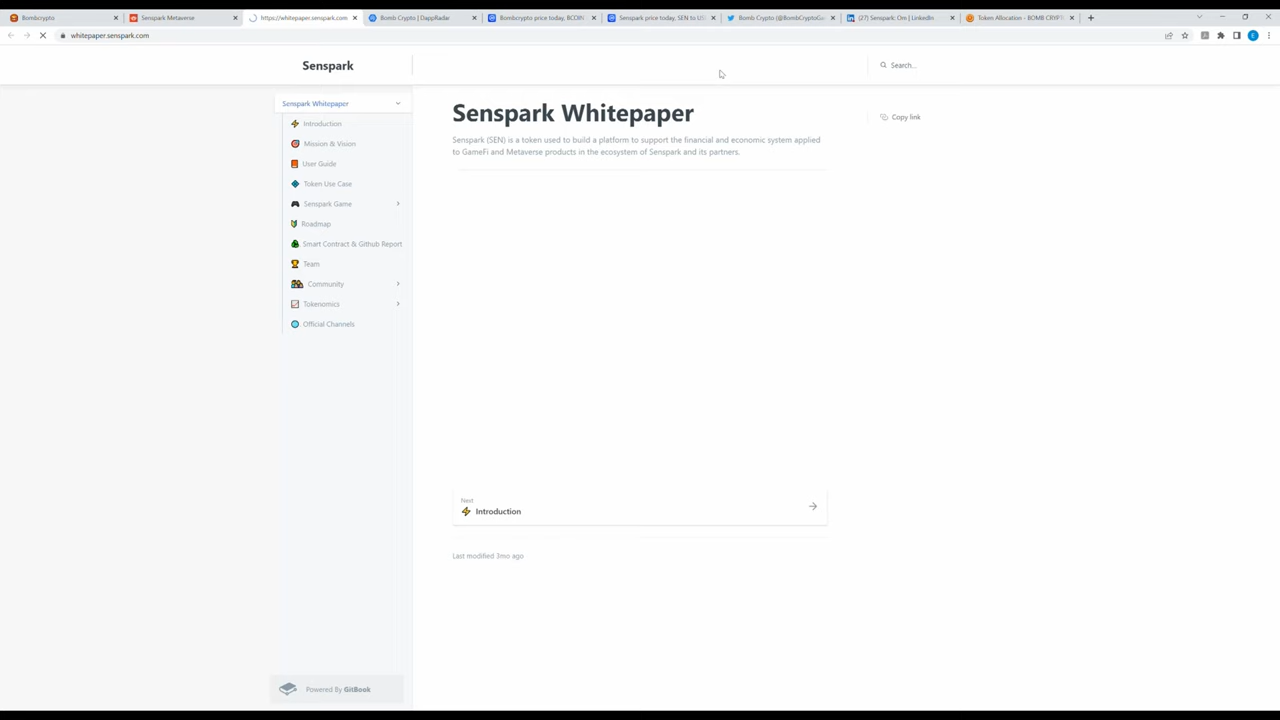 Bombcrypto
Senspark Metaverse
https://whitepaper.senspark.com
Bomb Crypto | DappRadar
Bombcrypto price today, BCOIN
Senspark price today, SEN to US
Bomb Crypto (@BombCryptoGa
(27) Senspark: Om | LinkedIn
Token Allocation - BOMB CRYPT
whitepaper.senspark.com
E
Senspark
Search...
Senspark Whitepaper
Introduction
Mission & Vision
User Guide
Token Use Case
Senspark Game
Roadmap
Smart Contract & Github Report
Team
Community
Tokenomics
Official Channels
Powered By GitBook
Senspark Whitepaper
Senspark (SEN) is a token used to build a platform to support the financial and economic system applied
to GameFi and Metaverse products in the ecosystem of Senspark and its partners.
Next
Introduction
Last modified 3mo ago
Copy link